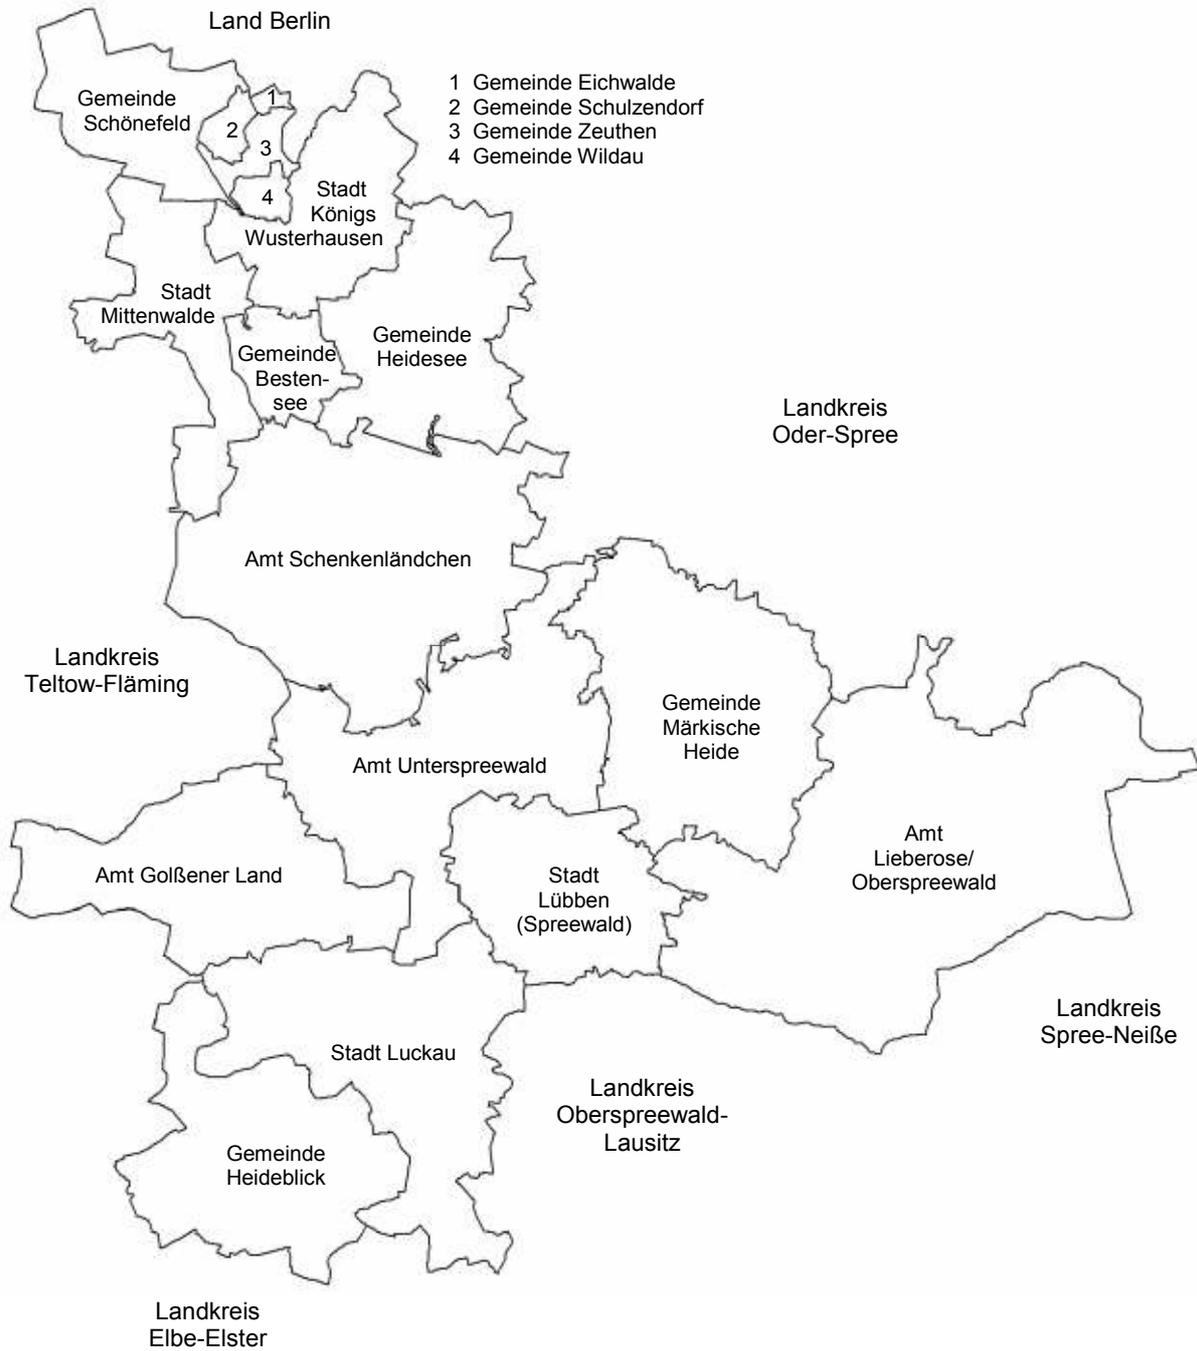 Land Berlin
1 Gemeinde Eichwalde
2 Gemeinde Schulzendorf
3 Gemeinde Zeuthen
4 Gemeinde Wildau
Gemeinde
Schönefeld
1
2
3
4
Stadt
Königs
Wusterhausen
Stadt
Mittenwalde
Gemeinde
Heidesee
Gemeinde
Besten-
see
Landkreis
Oder-Spree
Amt Schenkenländchen
Landkreis
Teltow-Fläming
Gemeinde
Märkische
Heide
Amt Unterspreewald
Amt
Lieberose/
Oberspreewald
Amt Golßener Land
Stadt
Lübben
(Spreewald)
Landkreis
Spree-Neiße
Stadt Luckau
Landkreis
Oberspreewald-
Lausitz
Gemeinde
Heideblick
Landkreis
Elbe-Elster